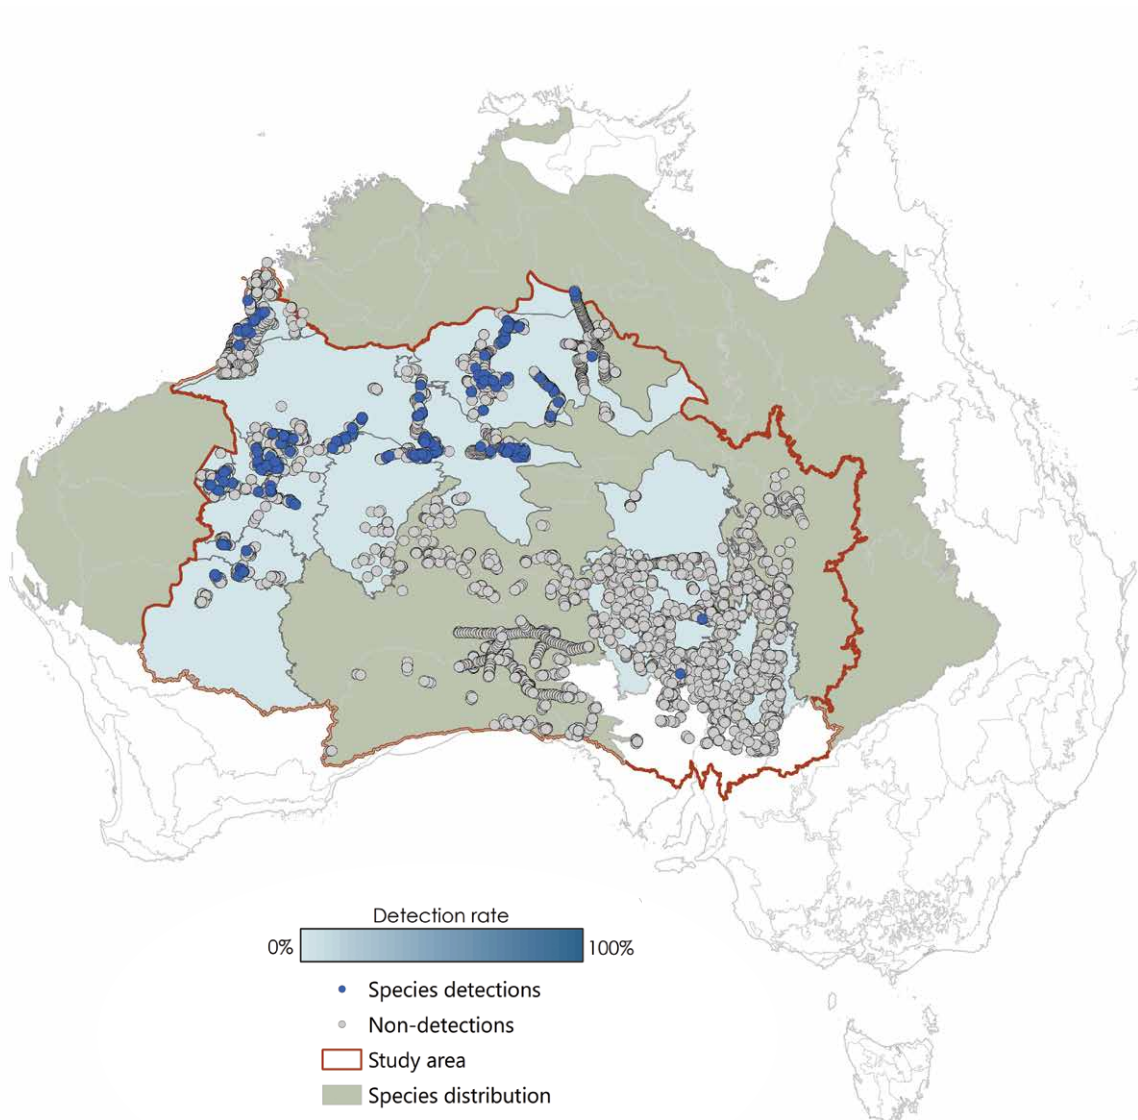 Detection rate
0% 100%
Species detections
Non-detections
Study area
Species distribution